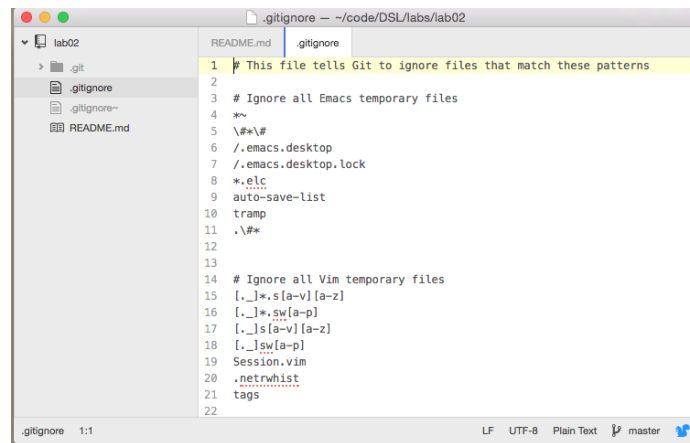 .gitignore — ~/code/DSL/labs/lab02
lab02
.git
.gitignore
.gitignore~
README.md
README.md .gitignore
1 # This file tells Git to ignore files that match these patterns
2
3 # Ignore all Emacs temporary files
4 *~
5 \#*\#
6 /.emacs.desktop
7 /.emacs.desktop.lock
8 *.elc
9 auto-save-list
10 tramp
11 .\#*
12
13
14 # Ignore all Vim temporary files
15 [._]*.s[a-v][a-z]
16 [._]*.sw[a-p]
17 [._]s[a-v][a-z]
18 [._]sw[a-p]
19 Session.vim
20 .netrwhist
21 tags
22
.gitignore 1:1 LF UTF-8 Plain Text master